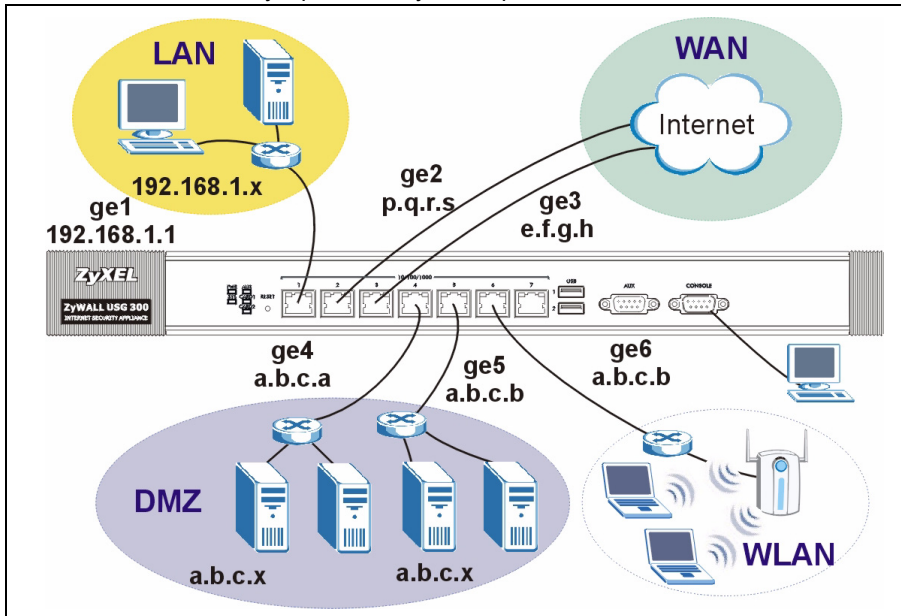 LAN
WAN
Internet
192.168.1.x
ge1
192.168.1.1
ge2
p.q.r.s
ge3
e.f.g.h
ZyXEL
ZyWALL USG 300
INTERNET SECURITY APPLIANCE
RESET
10/100/1000
1 2 3 4 5 6 7
USB
1
2
AUX
CONSOLE
ge4
a.b.c.a
ge5
a.b.c.b
ge6
a.b.c.b
DMZ
a.b.c.x
a.b.c.x
WLAN